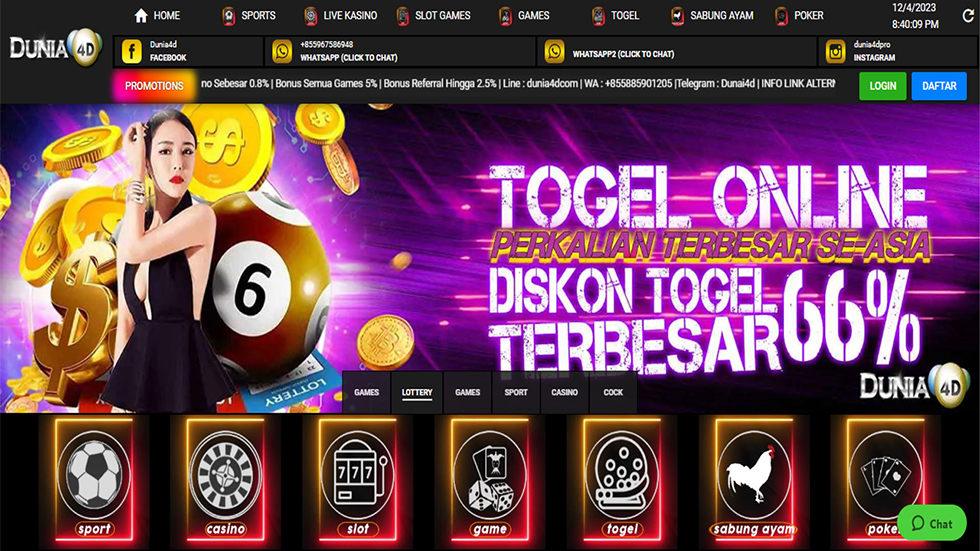 HOME
SPORTS
LIVE KASINO
SLOT GAMES
GAMES
TOGEL
SABUNG AYAM
POKER
12/4/2023
8:40:09 PM
DUNIA 4D
Dunia4d
FACEBOOK
+855967586948
WHATSAPP (CLICK TO CHAT)
WHATSAPP2 (CLICK TO CHAT)
dunia4dpro
INSTAGRAM
PROMOTIONS
no Sebesar 0.8% | Bonus Semua Games 5% | Bonus Referral Hingga 2.5% | Line : dunia4dcom | WA : +855885901205 |Telegram : Dunai4d | INFO LINK ALTERN
LOGIN
DAFTAR
TOGEL ONLINE
PERKALIAN TERBESAR SE-ASIA
DISKON TOGEL
TERBESAR 66%
6
LOTTERY
DUNIA 4D
GAMES
LOTTERY
GAMES
SPORT
CASINO
COCK
777
sport
casino
slot
game
togel
sabung ayam
poke
Chat